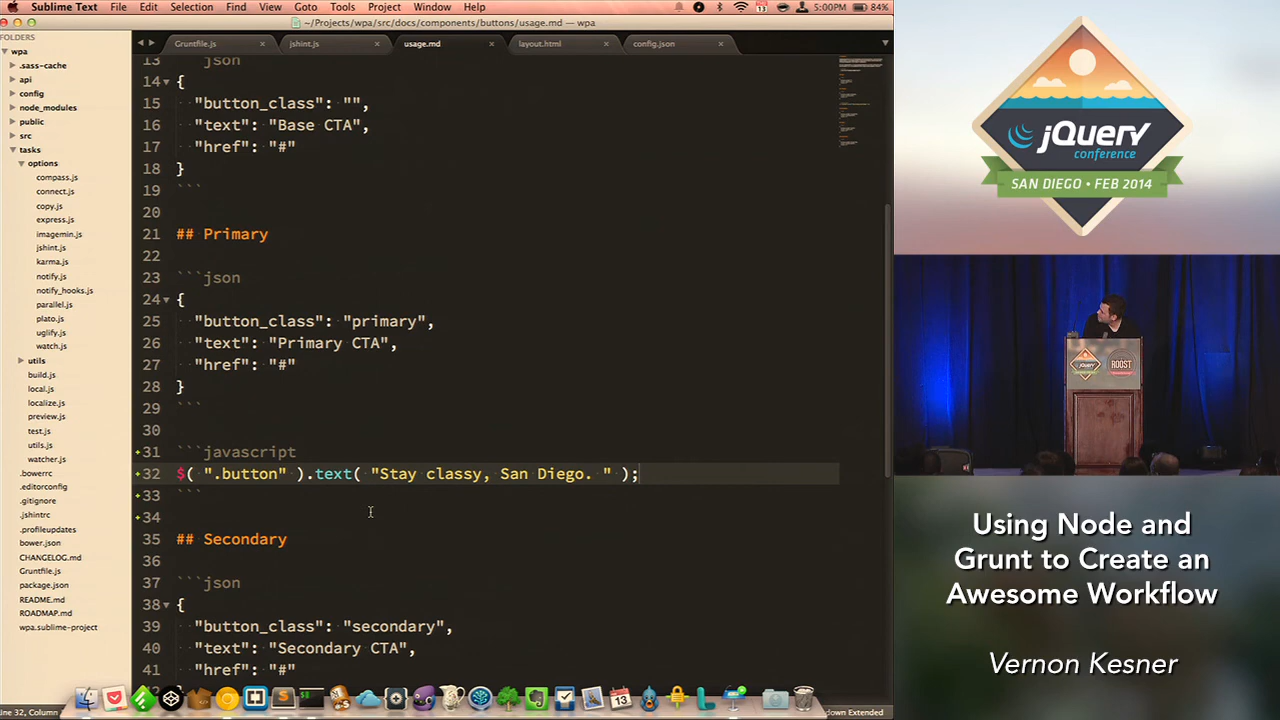 Sublime Text File Edit Selection Find View Goto Tools Project Window Help 13 5:00PM 84%
~/Projects/wpa/src/docs/components/buttons/usage.md — wpa
FOLDERS
Gruntfile.js × jshint.js × usage.md × layout.html × config.json ×
wpa
.sass-cache
api
config
node_modules
public
src
tasks
options
compass.js
connect.js
copy.js
express.js
imagemin.js
jshint.js
karma.js
notify.js
notify_hooks.js
parallel.js
plato.js
uglify.js
watch.js
utils
build.js
local.js
localize.js
preview.js
test.js
utils.js
watcher.js
.bowerrc
.editorconfig
.gitignore
.jshintrc
.profileupdates
bower.json
CHANGELOG.md
Gruntfile.js
package.json
README.md
ROADMAP.md
wpa.sublime-project
13 json
14 {
15 "button_class": "",
16 "text": "Base CTA",
17 "href": "#"
18 }
19 ```
20
21 ## Primary
22
23 ```json
24 {
25 "button_class": "primary",
26 "text": "Primary CTA",
27 "href": "#"
28 }
29 ```
30
31 ```javascript
32 $( ".button" ).text( "Stay classy, San Diego. " );
33 ```
34
35 ## Secondary
36
37 ```json
38 {
39 "button_class": "secondary",
40 "text": "Secondary CTA",
41 "href": "#"
Line 32, Column
down Extended
jQuery
conference
SAN DIEGO • FEB 2014
ROOST
Using Node and
Grunt to Create an
Awesome Workflow
Vernon Kesner